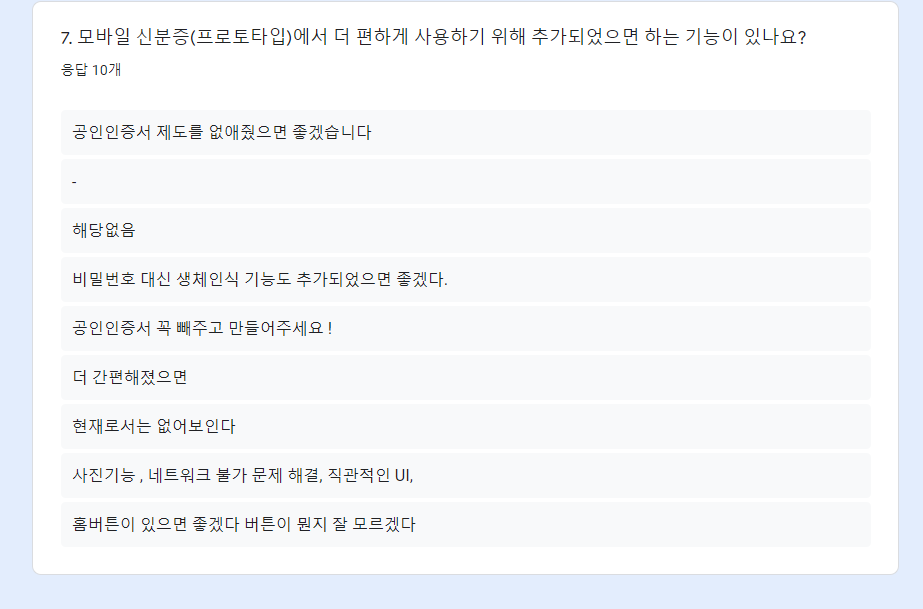 7. 모바일 신분증(프로토타입)에서 더 편하게 사용하기 위해 추가되었으면 하는 기능이 있나요?
응답 10개
공인인증서 제도를 없애줬으면 좋겠습니다
-
해당없음
비밀번호 대신 생체인식 기능도 추가되었으면 좋겠다.
공인인증서 꼭 빼주고 만들어주세요 !
더 간편해졌으면
현재로서는 없어보인다
사진기능 , 네트워크 불가 문제 해결, 직관적인 UI,
홈버튼이 있으면 좋겠다 버튼이 뭔지 잘 모르겠다